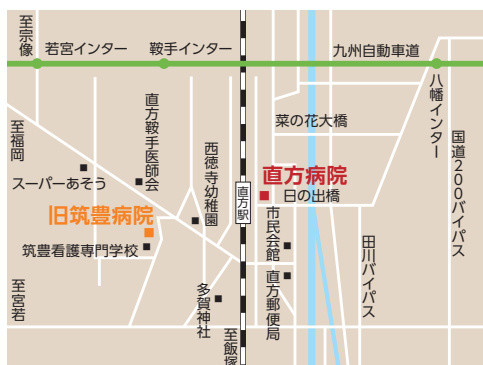 至宗像
若宮インター
鞍手インター
九州自動車道
八幡インター
国道200バイパス
菜の花大橋
至福岡
直方鞍手医師会
西徳寺幼稚園
スーパーあそう
直方駅
直方病院
日の出橋
旧筑豊病院
市民会館
筑豊看護専門学校
直方郵便局
田川バイパス
至宮若
多賀神社
至飯塚